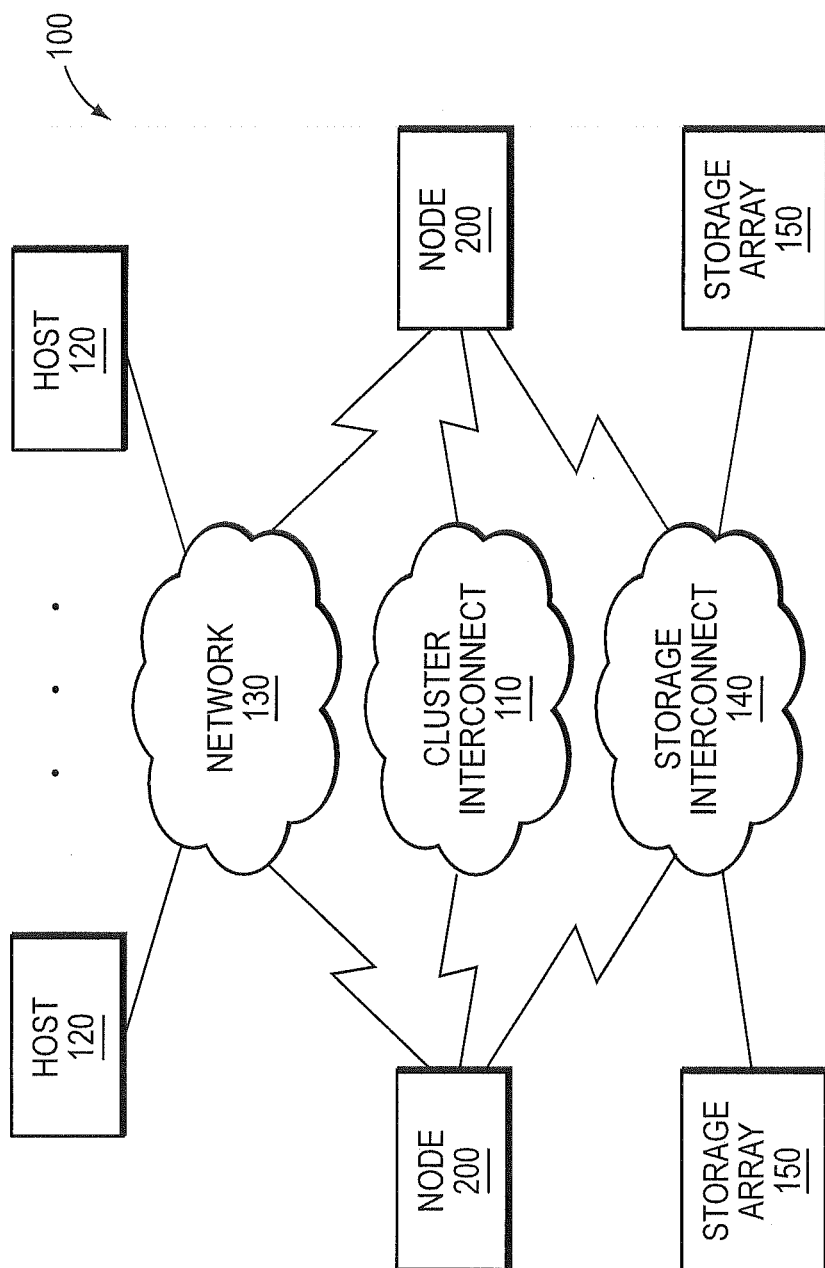 100
HOST
120
HOST
120
NETWORK
130
NODE
200
CLUSTER
INTERCONNECT
110
NODE
200
STORAGE
INTERCONNECT
140
STORAGE
ARRAY
150
STORAGE
ARRAY
150